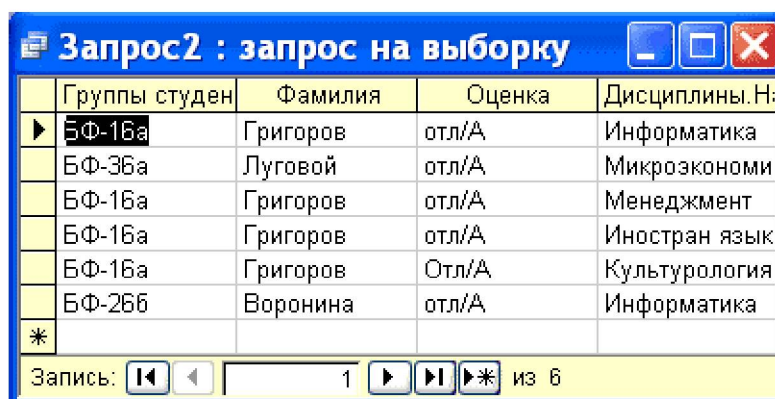 Запрос2 : запрос на выборку
Группы студен Фамилия Оценка Дисциплины.На
БФ-16а Григоров отл/А Информатика
БФ-36а Луговой отл/А Микроэкономи
БФ-16а Григоров отл/А Менеджмент
БФ-16а Григоров отл/А Иностран язык
БФ-16а Григоров Отл/А Культурология
БФ-26б Воронина отл/А Информатика
Запись: 1 из 6